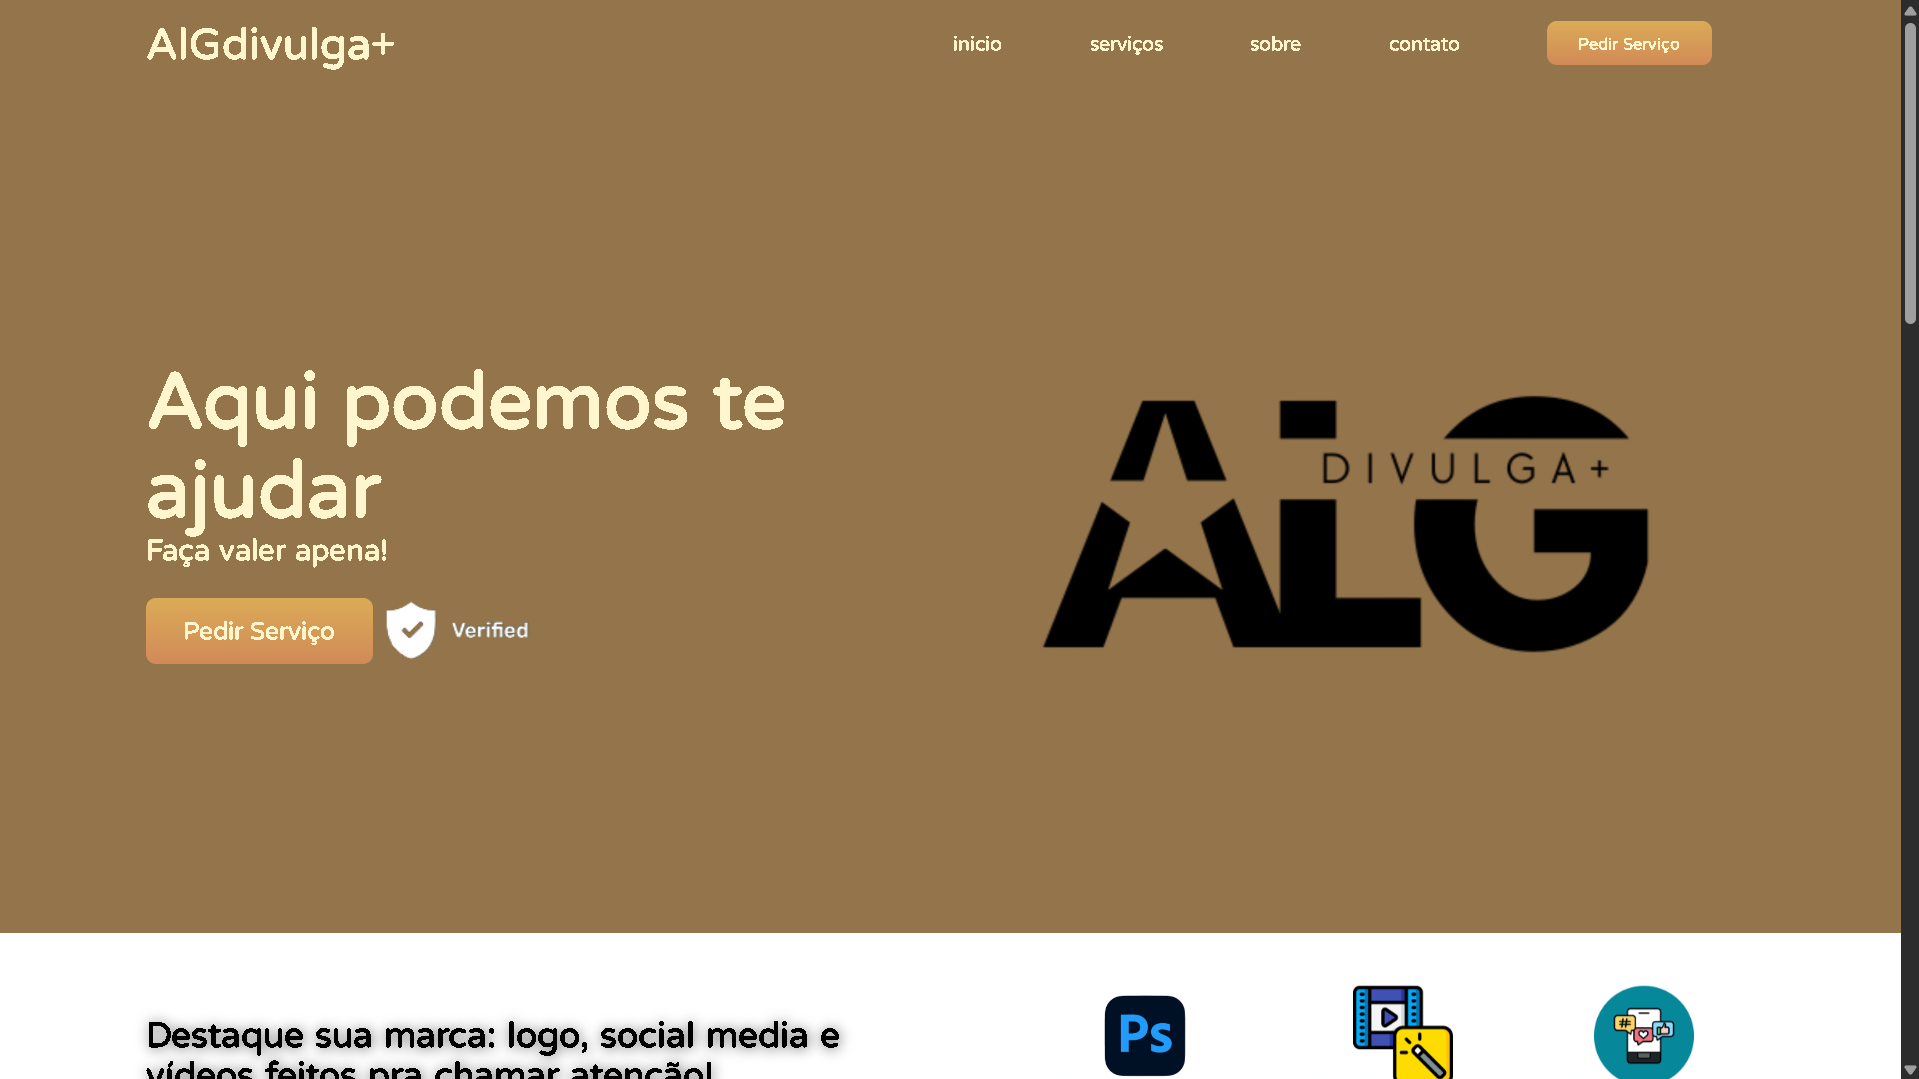 AlGdivulga+
inicio
serviços
sobre
contato
Pedir Serviço
Aqui podemos te
ajudar
Faça valer apena!
Pedir Serviço
Verified
ALG
DIVULGA+
Destaque sua marca: logo, social media e
vídeos feitos pra chamar atenção!
Ps
#